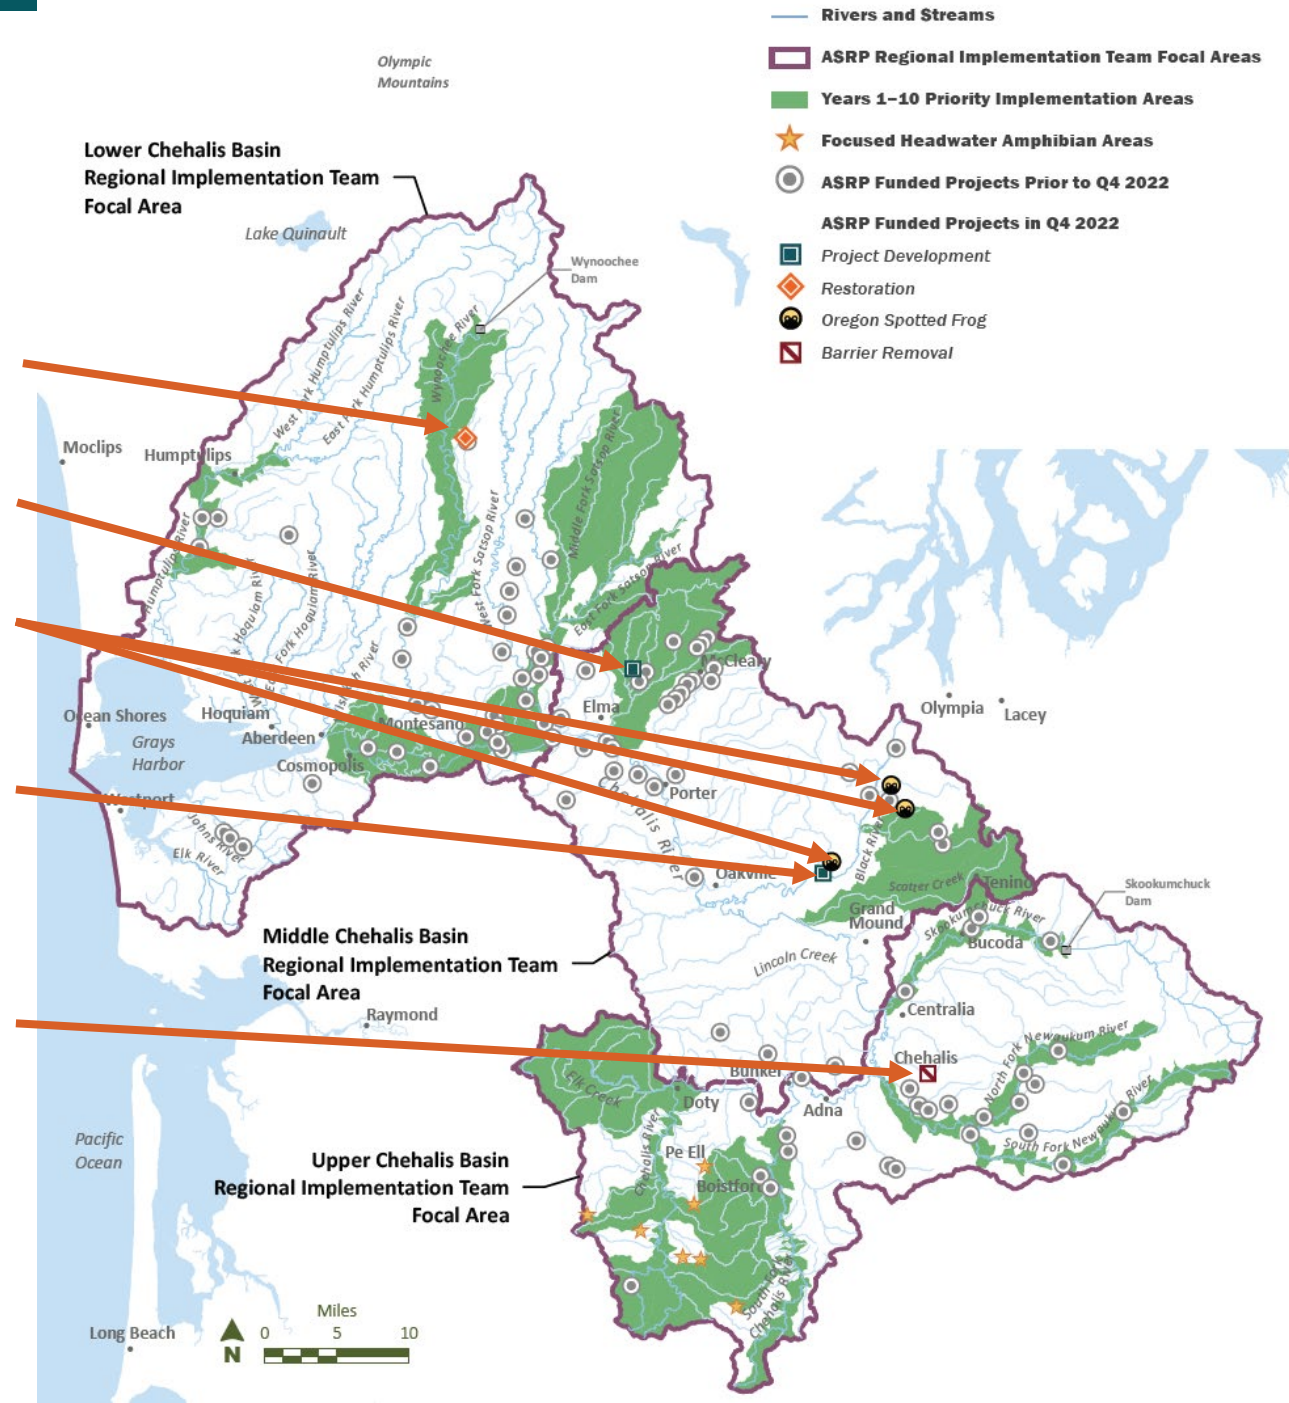 Rivers and Streams
ASRP Regional Implementation Team Focal Areas
Years 1–10 Priority Implementation Areas
Focused Headwater Amphibian Areas
ASRP Funded Projects Prior to Q4 2022
ASRP Funded Projects in Q4 2022
Project Development
Restoration
Oregon Spotted Frog
Barrier Removal
Olympic
Mountains
Lower Chehalis Basin
Regional Implementation Team
Focal Area
Lake Quinault
Wynoochee
Dam
West Fork Humptulips River
East Fork Humptulips River
Wynoochee River
Moclips
Humptulips
Humptulips River
West Fork Satsop River
Middle Fork Satsop River
East Fork Satsop River
Fork Hoquiam River
McCleary
Elma
Ocean Shores
Hoquiam
Aberdeen
Montesano
Cosmopolis
Grays
Harbor
Westport
Johns River
Elk River
Porter
Chehalis River
Olympia
Lacey
Black River
Oakville
Scatter Creek
Tenino
Grand
Mound
Skookumchuck
Dam
Skookumchuck River
Bucoda
Middle Chehalis Basin
Regional Implementation Team
Focal Area
Lincoln Creek
Raymond
Centralia
Chehalis
North Fork Newaukum River
South Fork Newaukum River
Bunker
Adna
Elk Creek
Doty
Chehalis River
Pe Ell
Boistfort
Pacific
Ocean
Upper Chehalis Basin
Regional Implementation Team
Focal Area
South Fork
Chehalis River
Long Beach
N
Miles
0 5 10